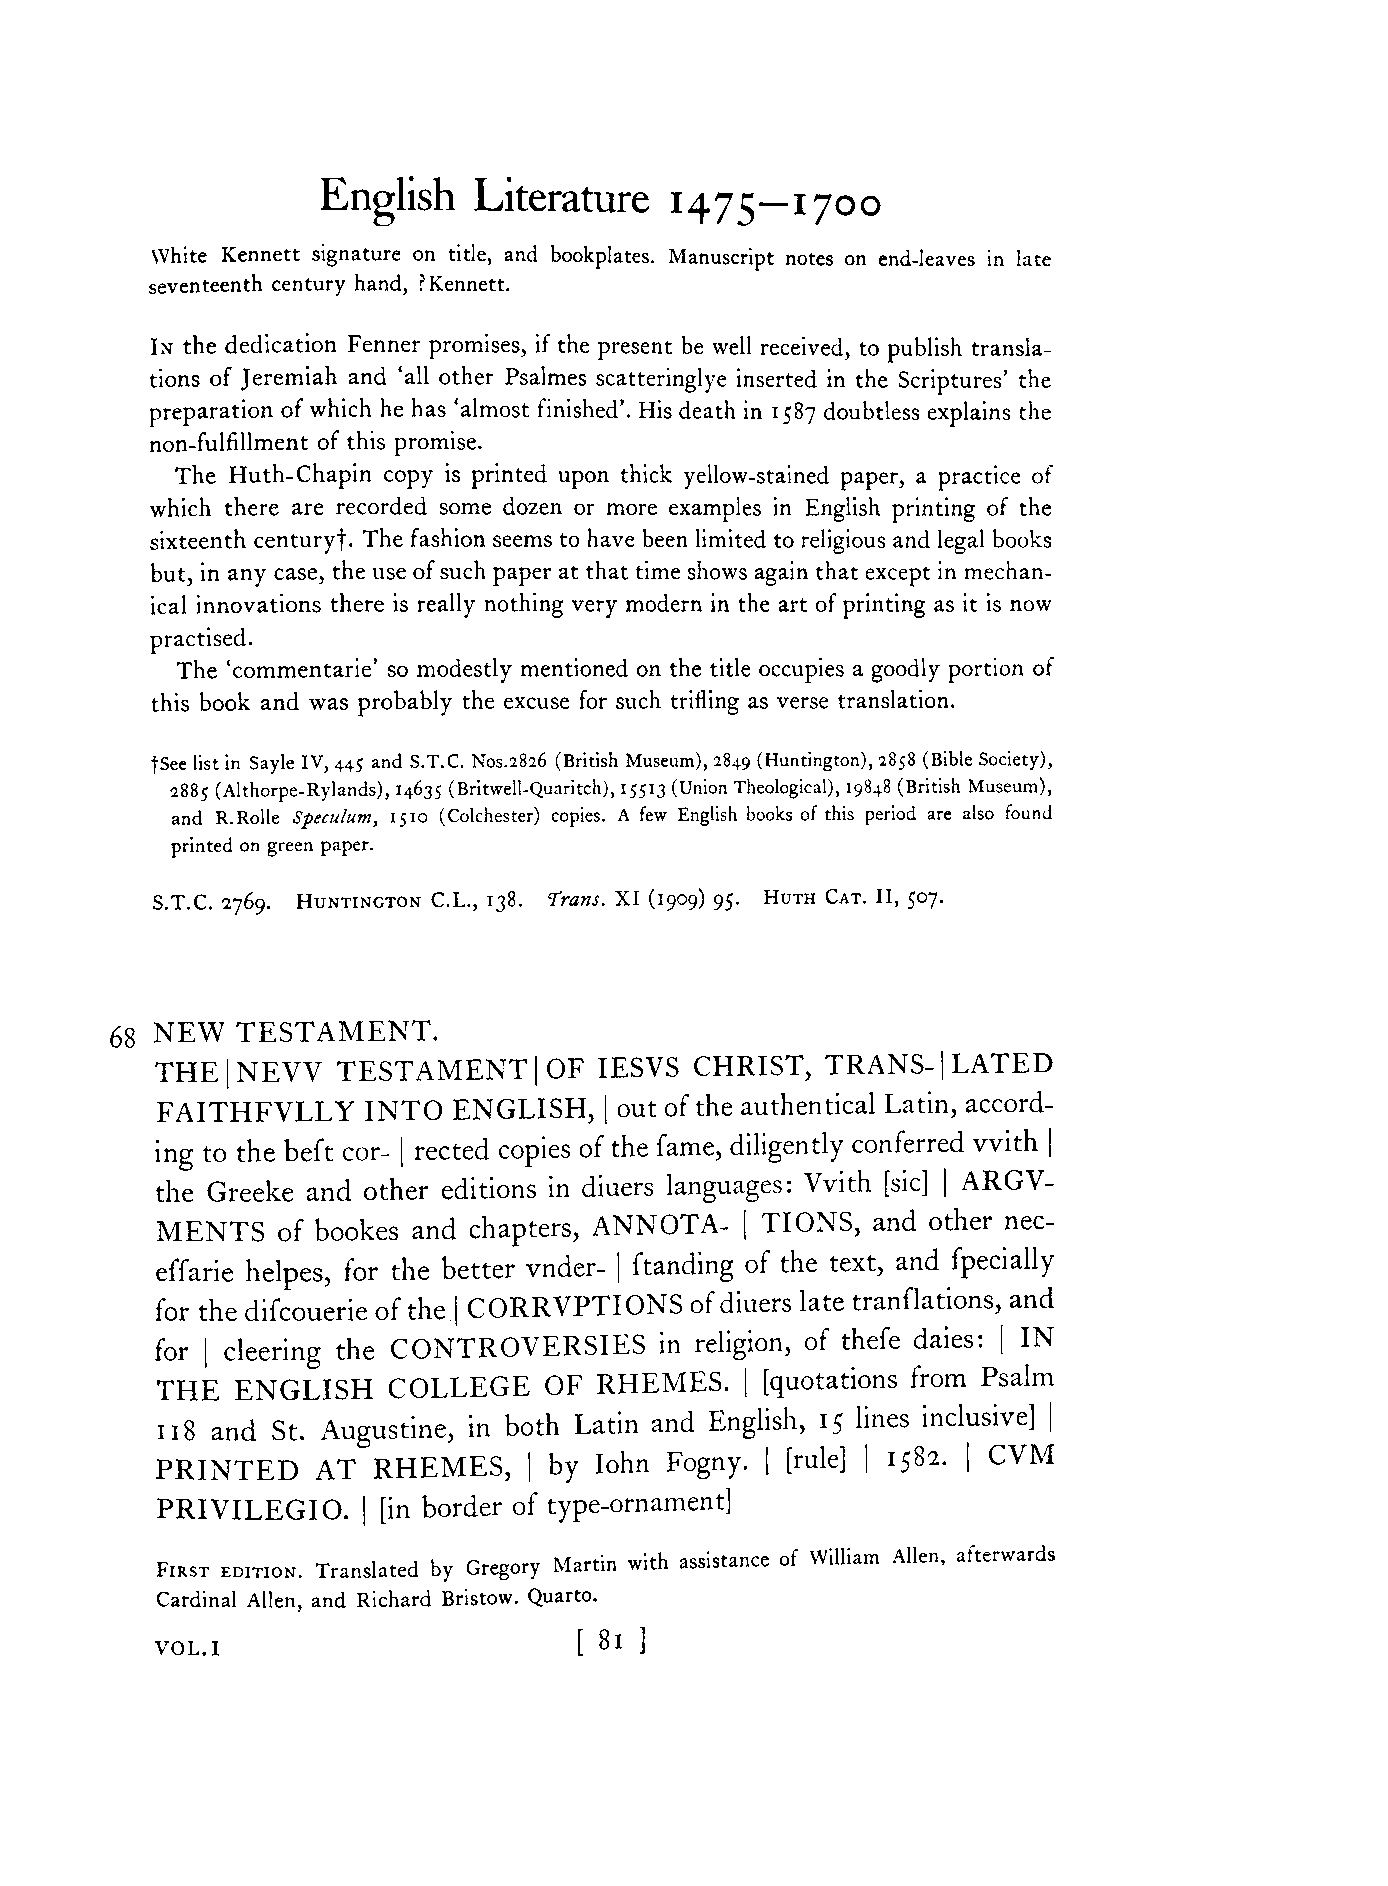 English Literature 1475—1700
White Kennett signature on title, and bookplates. Manuscript notes on end-leaves in late
seventeenth century hand, ?Kennett.
IN the dedication Fenner promises, if the present be well received, to publish transla-
tions of Jeremiah and ‘all other Psalmes scatteringlye inserted in the Scriptures’ the
preparation of which he has ‘almost finished’. His death in 1587 doubtless explains the
non-fulfillment of this promise.
The Huth-Chapin copy is printed upon thick yellow-stained paper, a practice of
which there are recorded some dozen or more examples in English printing of the
sixteenth century†. The fashion seems to have been limited to religious and legal books
but, in any case, the use of such paper at that time shows again that except in mechan-
ical innovations there is really nothing very modern in the art of printing as it is now
practised.
The ‘commentarie’ so modestly mentioned on the title occupies a goodly portion of
this book and was probably the excuse for such trifling as verse translation.
†See list in Sayle IV, 445 and S.T.C. Nos.2826 (British Museum), 2849 (Huntington), 2858 (Bible Society),
2885 (Althorpe-Rylands), 14635 (Britwell-Quaritch), 15513 (Union Theological), 19848 (British Museum),
and R.Rolle Speculum, 1510 (Colchester) copies. A few English books of this period are also found
printed on green paper.
S.T.C. 2769. HUNTINGTON C.L., 138. Trans. XI (1909) 95. HUTH CAT. II, 507.
68 NEW TESTAMENT.
THE | NEVV TESTAMENT | OF IESVS CHRIST, TRANS- | LATED
FAITHFVLLY INTO ENGLISH, | out of the authentical Latin, accord-
ing to the beſt cor- | rected copies of the ſame, diligently conferred vvith |
the Greeke and other editions in diuers languages: Vvith [sic] | ARGV-
MENTS of bookes and chapters, ANNOTA- | TIONS, and other nec-
eſſarie helpes, for the better vnder- | ſtanding of the text, and ſpecially
for the diſcouerie of the | CORRVPTIONS of diuers late tranſlations, and
for | cleering the CONTROVERSIES in religion, of theſe daies: | IN
THE ENGLISH COLLEGE OF RHEMES. | [quotations from Psalm
118 and St. Augustine, in both Latin and English, 15 lines inclusive] |
PRINTED AT RHEMES, | by Iohn Fogny. | [rule] | 1582. | CVM
PRIVILEGIO. | [in border of type-ornament]
FIRST EDITION. Translated by Gregory Martin with assistance of William Allen, afterwards
Cardinal Allen, and Richard Bristow. Quarto.
VOL.I [ 81 ]